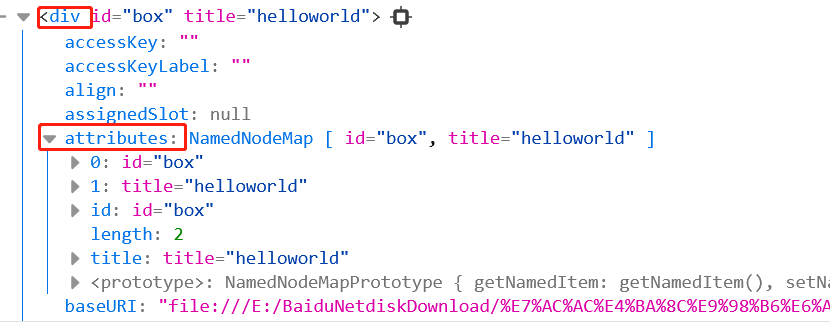 <div id="box" title="helloworld">
accessKey: ""
accessKeyLabel: ""
align: ""
assignedSlot: null
attributes: NamedNodeMap [ id="box", title="helloworld" ]
0: id="box"
1: title="helloworld"
id: id="box"
length: 2
title: title="helloworld"
<prototype>: NamedNodeMapPrototype { getNamedItem: getNamedItem(), setNa
baseURI: "file:///E:/BaiduNetdiskDownload/%E7%AC%AC%E4%BA%8C%E9%98%B6%E6%A